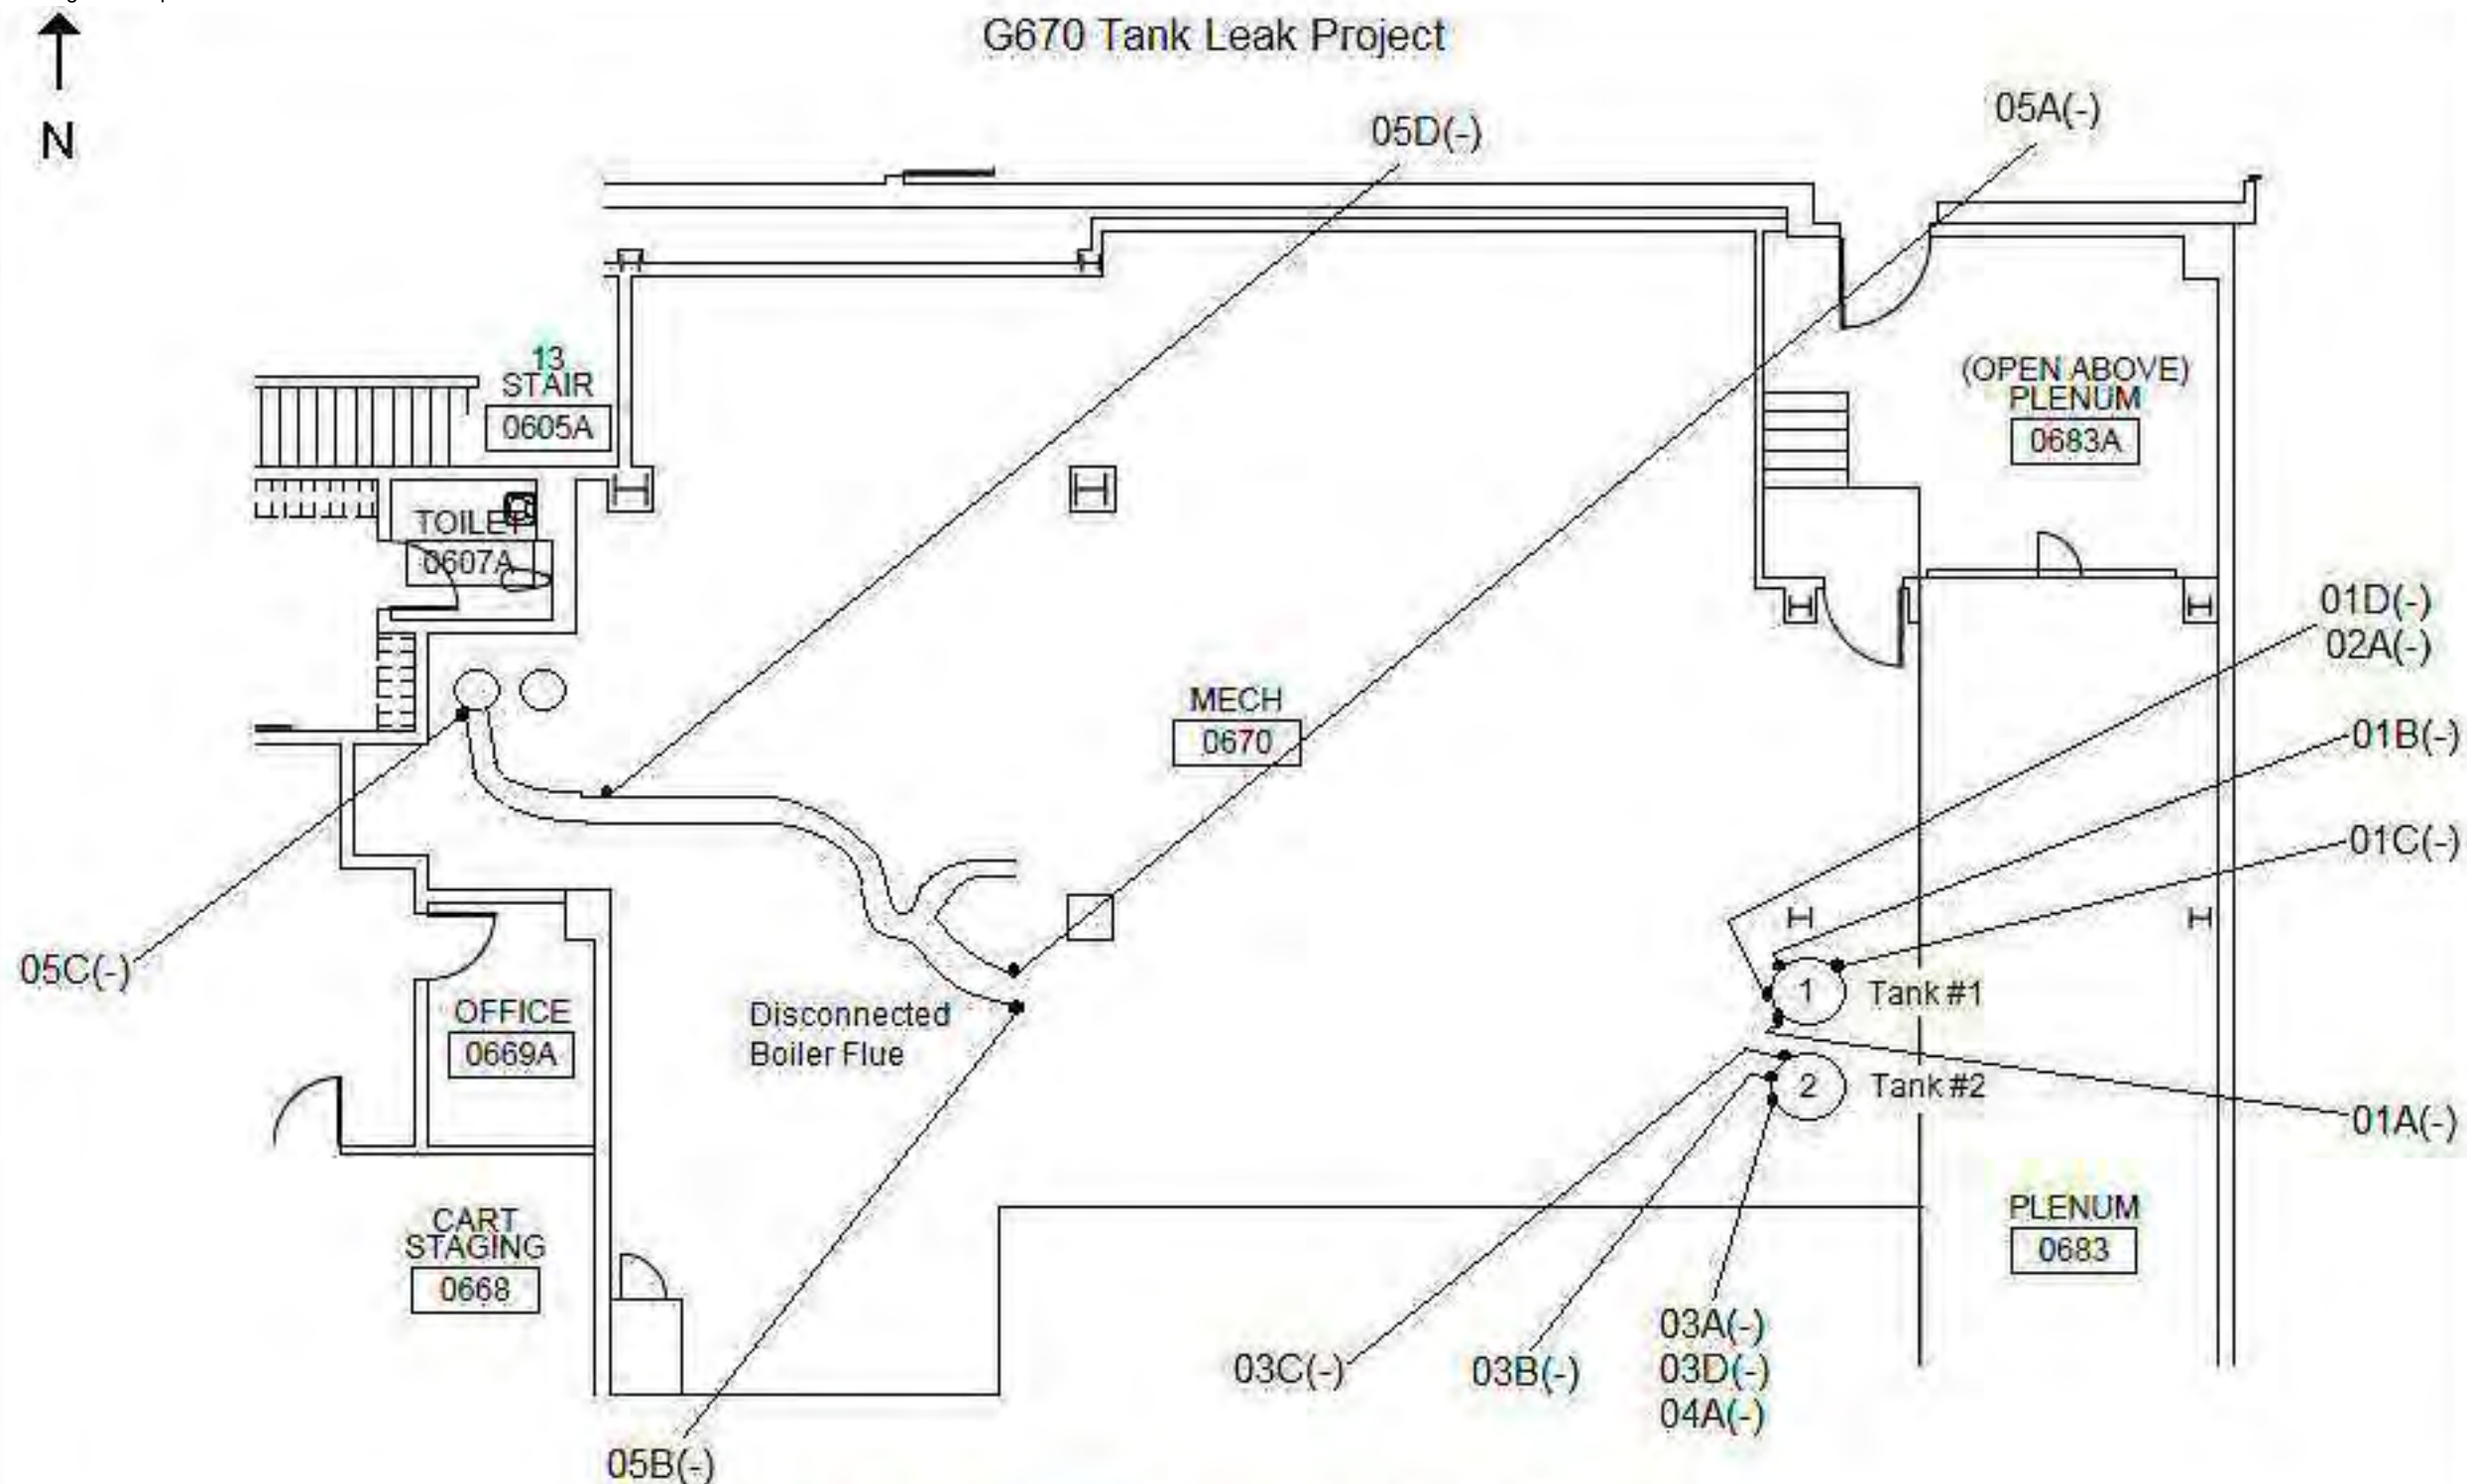 G670 Tank Leak Project
N
05D(-)
05A(-)
13
STAIR
0605A
(OPEN ABOVE)
PLENUM
0683A
TOILET
0607A
01D(-)
02A(-)
MECH
0670
01B(-)
01C(-)
05C(-)
1
Tank #1
OFFICE
0669A
Disconnected
Boiler Flue
2
Tank #2
01A(-)
CART
STAGING
0668
PLENUM
0683
03C(-)
03B(-)
03A(-)
03D(-)
04A(-)
05B(-)